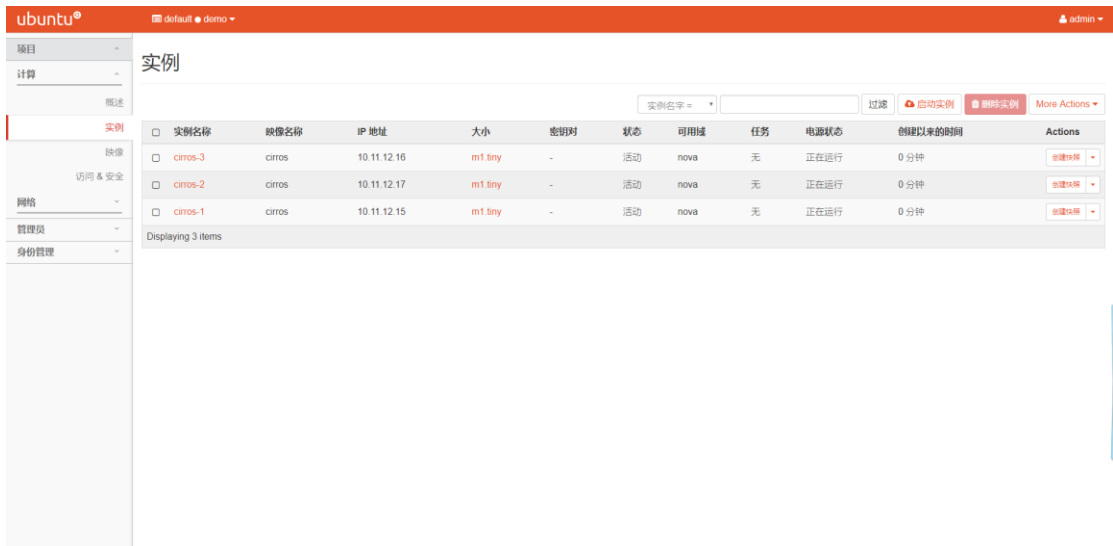 ubuntu® default demo admin
项目
计算
概述
实例
映像
访问 & 安全
网络
管理员
身份管理
实例
实例名字 = 过滤 启动实例 删除实例 More Actions
实例名称 映像名称 IP 地址 大小 密钥对 状态 可用域 任务 电源状态 创建以来的时间 Actions
cirros-3 cirros 10.11.12.16 m1.tiny - 活动 nova 无 正在运行 0 分钟 创建快照
cirros-2 cirros 10.11.12.17 m1.tiny - 活动 nova 无 正在运行 0 分钟 创建快照
cirros-1 cirros 10.11.12.15 m1.tiny - 活动 nova 无 正在运行 0 分钟 创建快照
Displaying 3 items